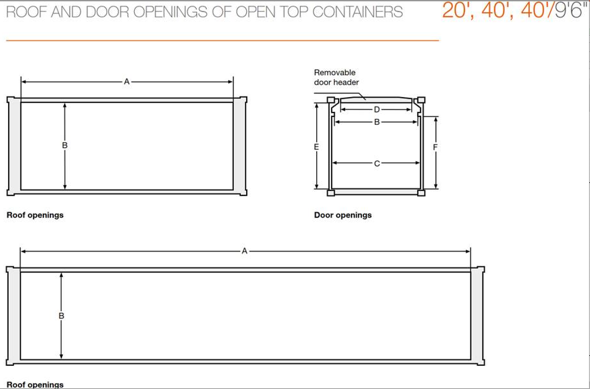 ROOF AND DOOR OPENINGS OF OPEN TOP CONTAINERS 20', 40', 40'/9'6"
A
B
Roof openings
Removable
door header
D
B
E
F
C
Door openings
A
B
Roof openings